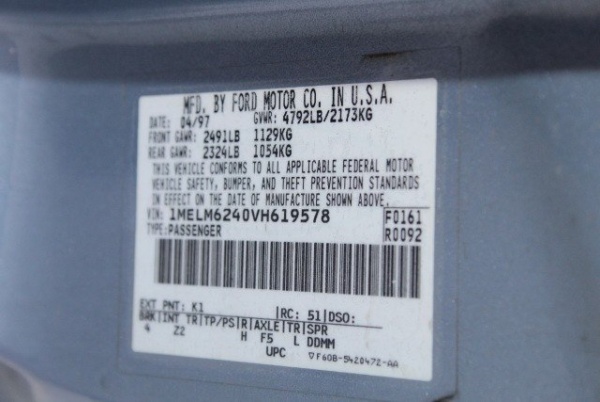 MFD. BY FORD MOTOR CO. IN U.S.A.
DATE: 04/97 GVWR: 4792LB/2173KG
FRONT GAWR: 2491LB 1129KG
REAR GAWR: 2324LB 1054KG
THIS VEHICLE CONFORMS TO ALL APPLICABLE FEDERAL MOTOR
VEHICLE SAFETY, BUMPER, AND THEFT PREVENTION STANDARDS
IN EFFECT ON THE DATE OF MANUFACTURE SHOWN ABOVE.
VIN: 1MELM6240VH619578 F0161
TYPE: PASSENGER R0092
EXT PNT: K1 |RC: 51|DSO:
BRK|INT TR|TP/PS|R|AXLE|TR|SPR
4 Z2 H F5 L DDMM
UPC ▽F60B-5420472-AA